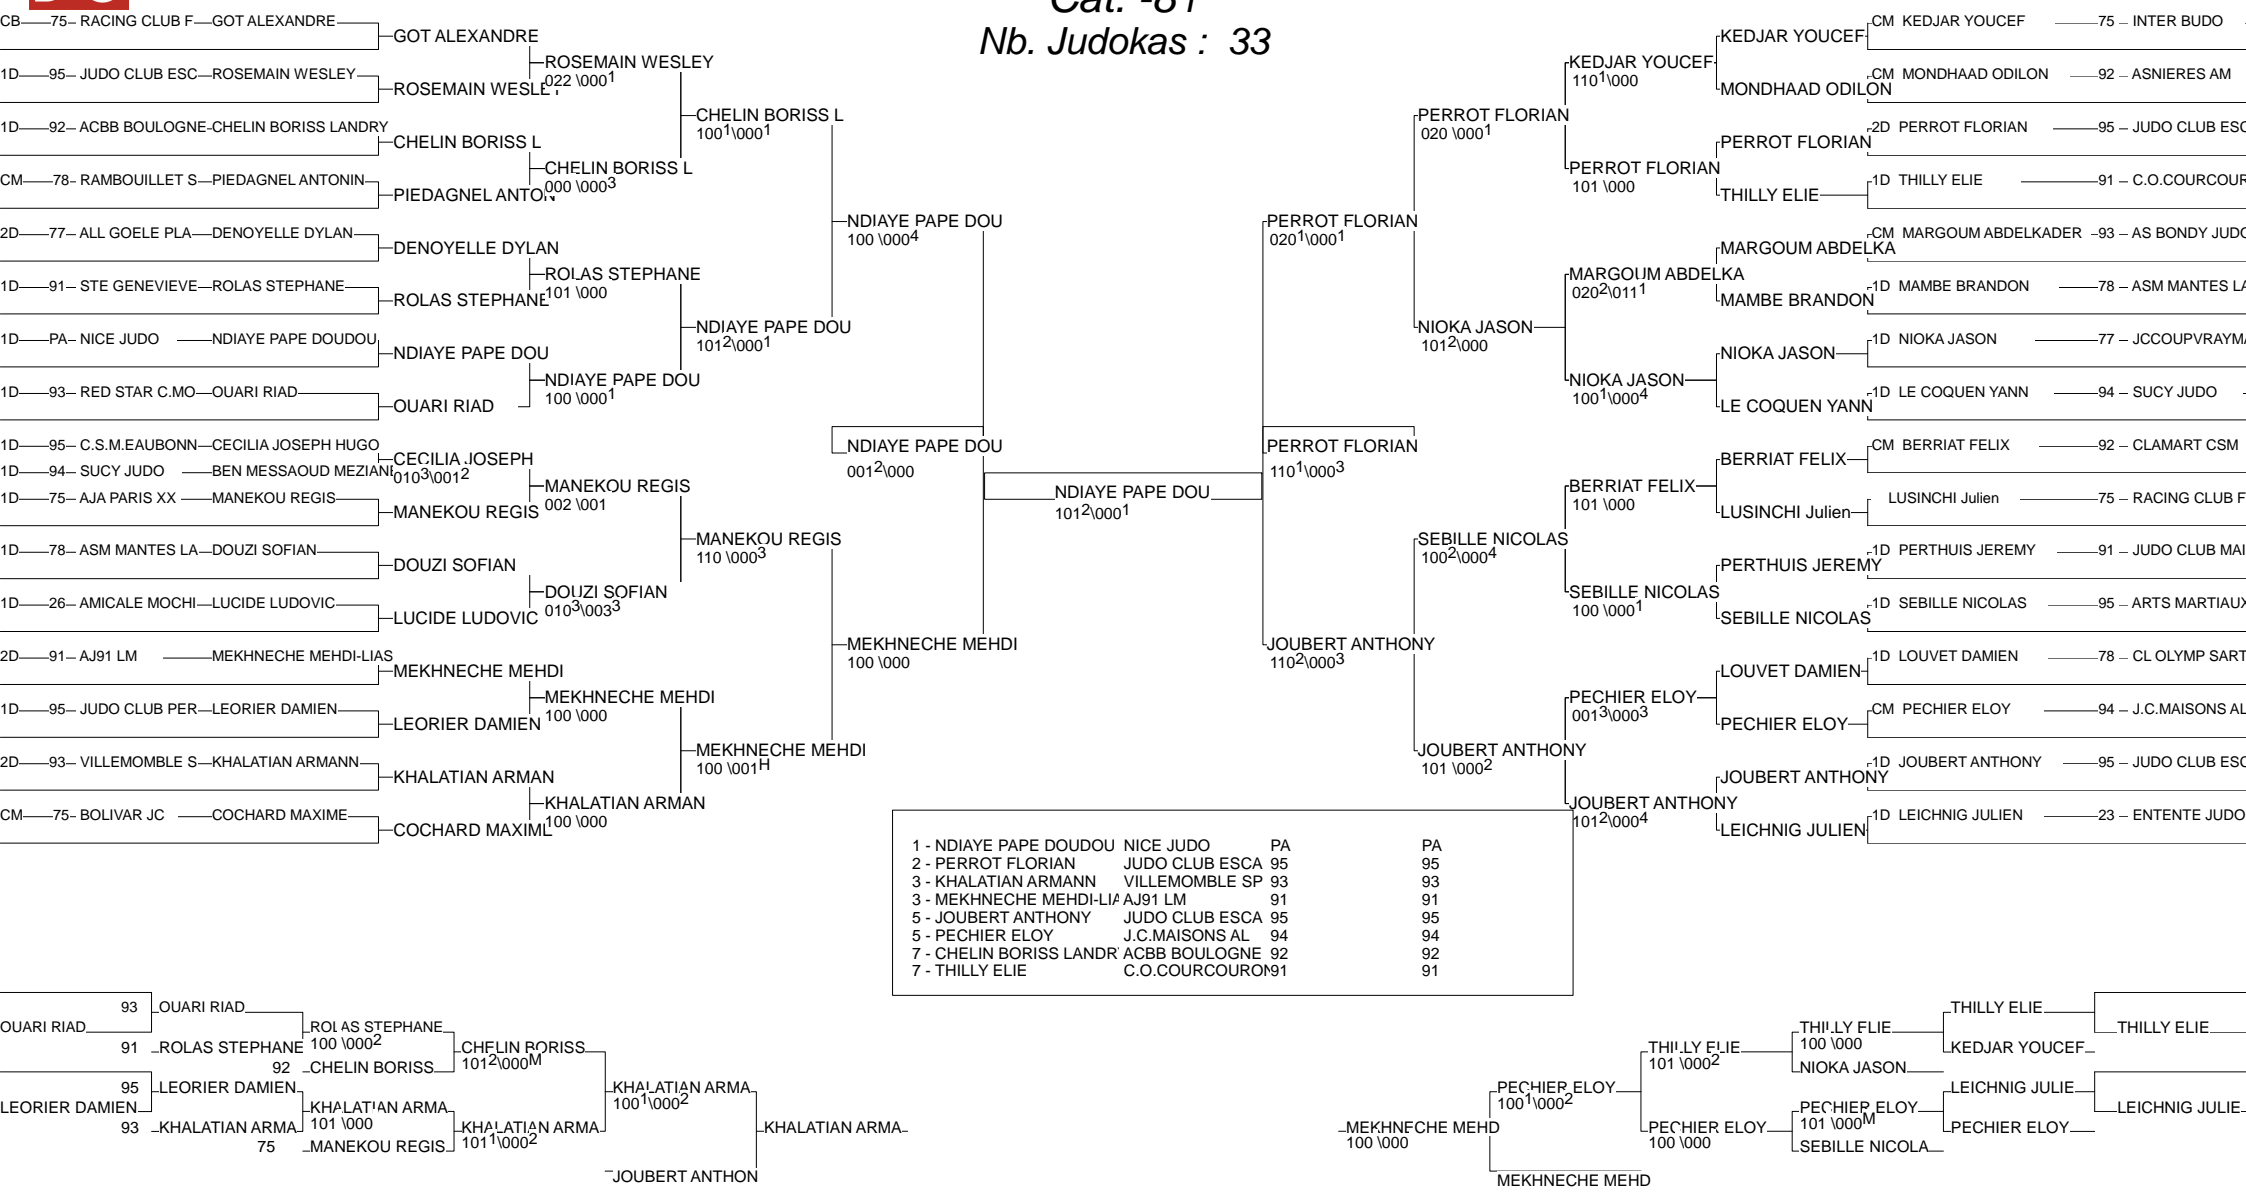 Cat. -81
Nb. Judokas : 33
CB 75 RACING CLUB F GOT ALEXANDRE
1D 95 JUDO CLUB ESC ROSEMAIN WESLEY
1D 92 ACBB BOULOGNE CHELIN BORISS LANDRY
CM 78 RAMBOUILLET S PIEDAGNEL ANTONIN
2D 77 ALL GOELE PLA DENOYELLE DYLAN
1D 91 STE GENEVIEVE ROLAS STEPHANE
1D PA NICE JUDO NDIAYE PAPE DOUDOU
1D 93 RED STAR C.MO OUARI RIAD
1D 95 C.S.M.EAUBONN CECILIA JOSEPH HUGO
1D 94 SUCY JUDO BEN MESSAOUD MEZIANE
1D 75 AJA PARIS XX MANEKOU REGIS
1D 78 ASM MANTES LA DOUZI SOFIAN
1D 26 AMICALE MOCHI LUCIDE LUDOVIC
2D 91 AJ91 LM MEKHNECHE MEHDI-LIAS
1D 95 JUDO CLUB PER LEORIER DAMIEN
2D 93 VILLEMOMBLE S KHALATIAN ARMANN
CM 75 BOLIVAR JC COCHARD MAXIME
GOT ALEXANDRE
ROSEMAIN WESLEY
CHELIN BORISS L
PIEDAGNEL ANTON
DENOYELLE DYLAN
ROLAS STEPHANE
NDIAYE PAPE DOU
OUARI RIAD
CECILIA JOSEPH
010³\001²
MANEKOU REGIS
DOUZI SOFIAN
LUCIDE LUDOVIC
MEKHNECHE MEHDI
LEORIER DAMIEN
KHALATIAN ARMAN
COCHARD MAXIME
ROSEMAIN WESLEY
022 \000¹
CHELIN BORISS L
000 \000³
ROLAS STEPHANE
101 \000
NDIAYE PAPE DOU
100 \000¹
MANEKOU REGIS
002 \001
DOUZI SOFIAN
010³\003³
MEKHNECHE MEHDI
100 \000
KHALATIAN ARMAN
100 \000
CHELIN BORISS L
100¹\000¹
NDIAYE PAPE DOU
101²\000¹
MANEKOU REGIS
110 \000³
MEKHNECHE MEHDI
100 \001H
NDIAYE PAPE DOU
100 \000⁴
MEKHNECHE MEHDI
100 \000
NDIAYE PAPE DOU
001²\000
NDIAYE PAPE DOU
101²\000¹
PERROT FLORIAN
110¹\000³
PERROT FLORIAN
020¹\000¹
JOUBERT ANTHONY
110²\000³
PERROT FLORIAN
020 \000¹
NIOKA JASON
101²\000
SEBILLE NICOLAS
100²\000⁴
JOUBERT ANTHONY
101 \000²
KEDJAR YOUCEF
110¹\000
PERROT FLORIAN
101 \000
MARGOUM ABDELKA
020²\011¹
NIOKA JASON
100¹\000⁴
BERRIAT FELIX
101 \000
SEBILLE NICOLAS
100 \000¹
PECHIER ELOY
001³\000³
JOUBERT ANTHONY
101²\000⁴
KEDJAR YOUCEF
MONDHAAD ODILON
PERROT FLORIAN
THILLY ELIE
MARGOUM ABDELKA
MAMBE BRANDON
NIOKA JASON
LE COQUEN YANN
BERRIAT FELIX
LUSINCHI Julien
PERTHUIS JEREMY
SEBILLE NICOLAS
LOUVET DAMIEN
PECHIER ELOY
JOUBERT ANTHONY
LEICHNIG JULIEN
CM KEDJAR YOUCEF 75 INTER BUDO
CM MONDHAAD ODILON 92 ASNIERES AM
2D PERROT FLORIAN 95 JUDO CLUB ESC
1D THILLY ELIE 91 C.O.COURCOUR
CM MARGOUM ABDELKADER 93 AS BONDY JUDO
1D MAMBE BRANDON 78 ASM MANTES LA
1D NIOKA JASON 77 JCCOUPVRAYMA
1D LE COQUEN YANN 94 SUCY JUDO
CM BERRIAT FELIX 92 CLAMART CSM
LUSINCHI Julien 75 RACING CLUB F
1D PERTHUIS JEREMY 91 JUDO CLUB MAI
1D SEBILLE NICOLAS 95 ARTS MARTIAUX
1D LOUVET DAMIEN 78 CL OLYMP SART
CM PECHIER ELOY 94 J.C.MAISONS AL
1D JOUBERT ANTHONY 95 JUDO CLUB ESC
1D LEICHNIG JULIEN 23 ENTENTE JUDO
1 - NDIAYE PAPE DOUDOU NICE JUDO PA PA
2 - PERROT FLORIAN JUDO CLUB ESCA 95 95
3 - KHALATIAN ARMANN VILLEMOMBLE SP 93 93
3 - MEKHNECHE MEHDI-LIA AJ91 LM 91 91
5 - JOUBERT ANTHONY JUDO CLUB ESCA 95 95
5 - PECHIER ELOY J.C.MAISONS AL 94 94
7 - CHELIN BORISS LANDRY ACBB BOULOGNE 92 92
7 - THILLY ELIE C.O.COURCOURON 91 91
OUARI RIAD
LEORIER DAMIEN
93 OUARI RIAD
91 ROLAS STEPHANE
95 LEORIER DAMIEN
93 KHALATIAN ARMA
ROLAS STEPHANE
100 \000²
92 CHELIN BORISS
KHALATIAN ARMA
101 \000
75 MANEKOU REGIS
CHELIN BORISS
101²\000M
KHALATIAN ARMA
101¹\000²
KHALATIAN ARMA
100¹\000²
JOUBERT ANTHON
KHALATIAN ARMA
MEKHNECHE MEHD
100 \000
PECHIER ELOY
100¹\000²
MEKHNECHE MEHD
THILLY ELIE
101 \000²
PECHIER ELOY
100 \000
THILLY ELIE
100 \000
NIOKA JASON
PECHIER ELOY
101 \000M
SEBILLE NICOLA
THILLY ELIE
KEDJAR YOUCEF
LEICHNIG JULIE
PECHIER ELOY
THILLY ELIE
LEICHNIG JULIE